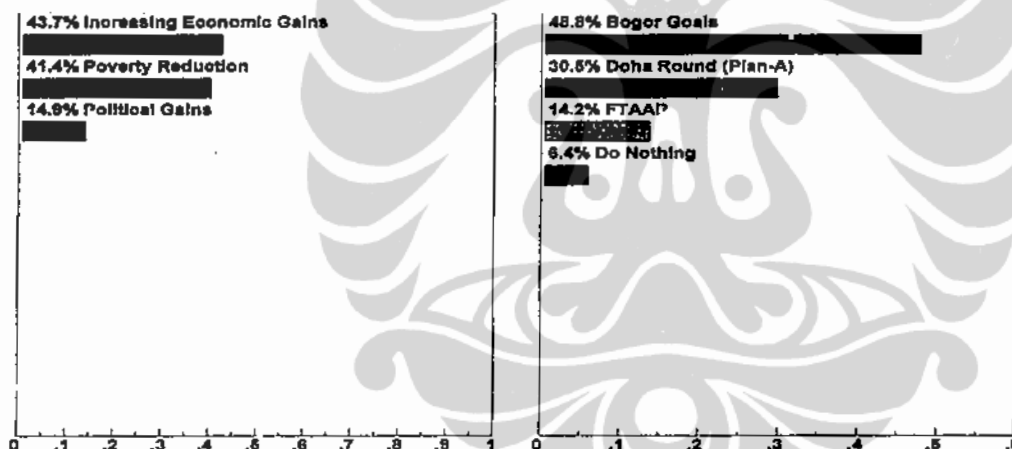 43.7% Increasing Economic Gains
41.4% Poverty Reduction
14.9% Political Gains
0 .1 .2 .3 .4 .5 .6 .7 .8 .9 1
48.8% Bogor Goals
30.5% Doha Round (Plan-A)
14.2% FTAAP
6.4% Do Nothing
0 .1 .2 .3 .4 .5